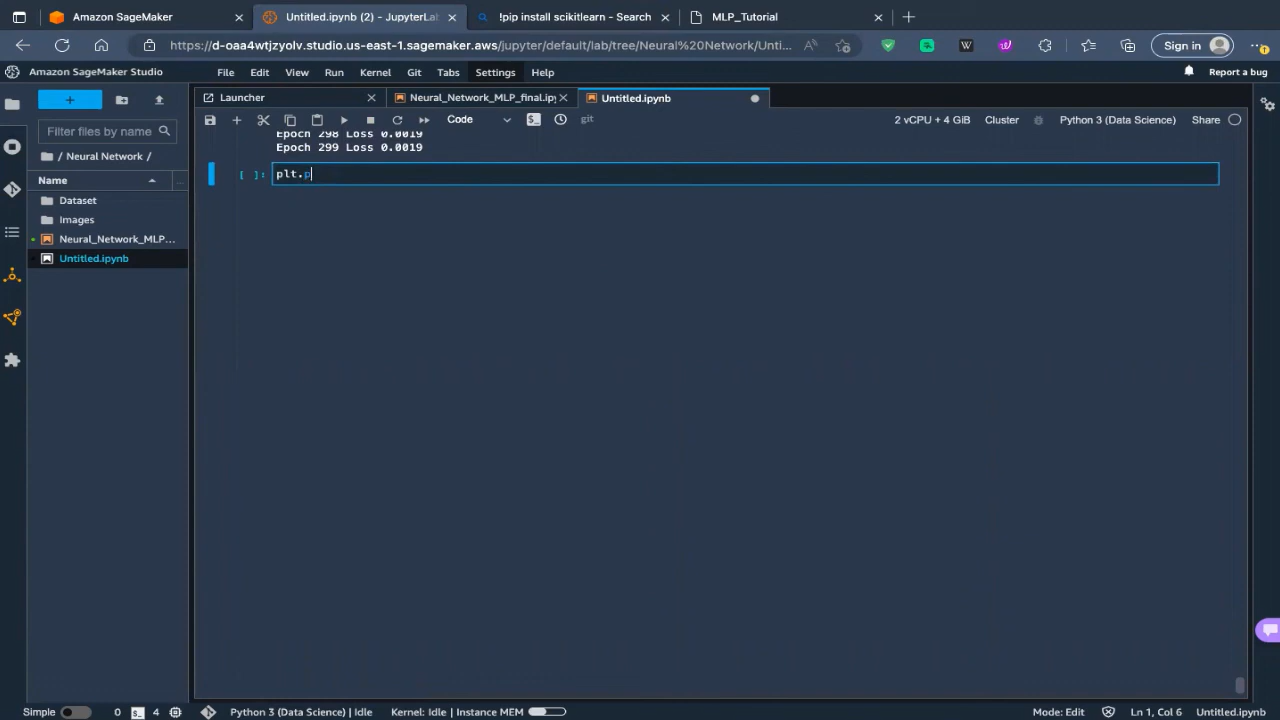 Amazon SageMaker
Untitled.ipynb (2) - JupyterLab
!pip install scikitlearn - Search
MLP_Tutorial
https://d-oaa4wtjzyolv.studio.us-east-1.sagemaker.aws/jupyter/default/lab/tree/Neural%20Network/Unti...
Sign in
Amazon SageMaker Studio
File Edit View Run Kernel Git Tabs Settings Help
Report a bug
Launcher
Neural_Network_MLP_final.ipy
Untitled.ipynb
Code
git
2 vCPU + 4 GiB
Cluster
Python 3 (Data Science)
Share
Filter files by name
/ Neural Network /
Name
Dataset
Images
Neural_Network_MLP...
Untitled.ipynb
Epoch 298 Loss 0.0019
Epoch 299 Loss 0.0019
[ ]: plt.p
Simple
0
4
Python 3 (Data Science) | Idle
Kernel: Idle | Instance MEM
Mode: Edit
Ln 1, Col 6
Untitled.ipynb